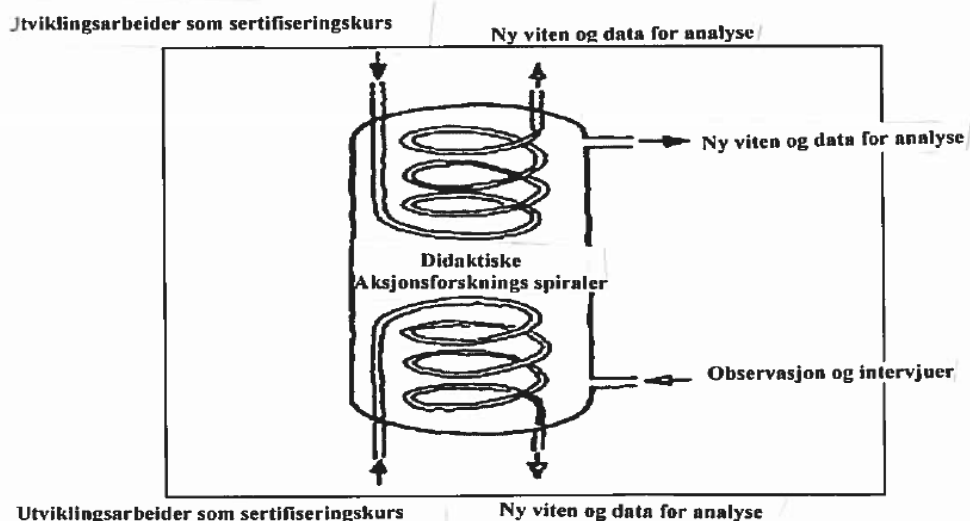 Utviklingsarbeider som sertifiseringskurs
Ny viten og data for analyse
Ny viten og data for analyse
Didaktiske
Aksjonsforsknings spiraler
Observasjon og intervjuer
Utviklingsarbeider som sertifiseringskurs
Ny viten og data for analyse